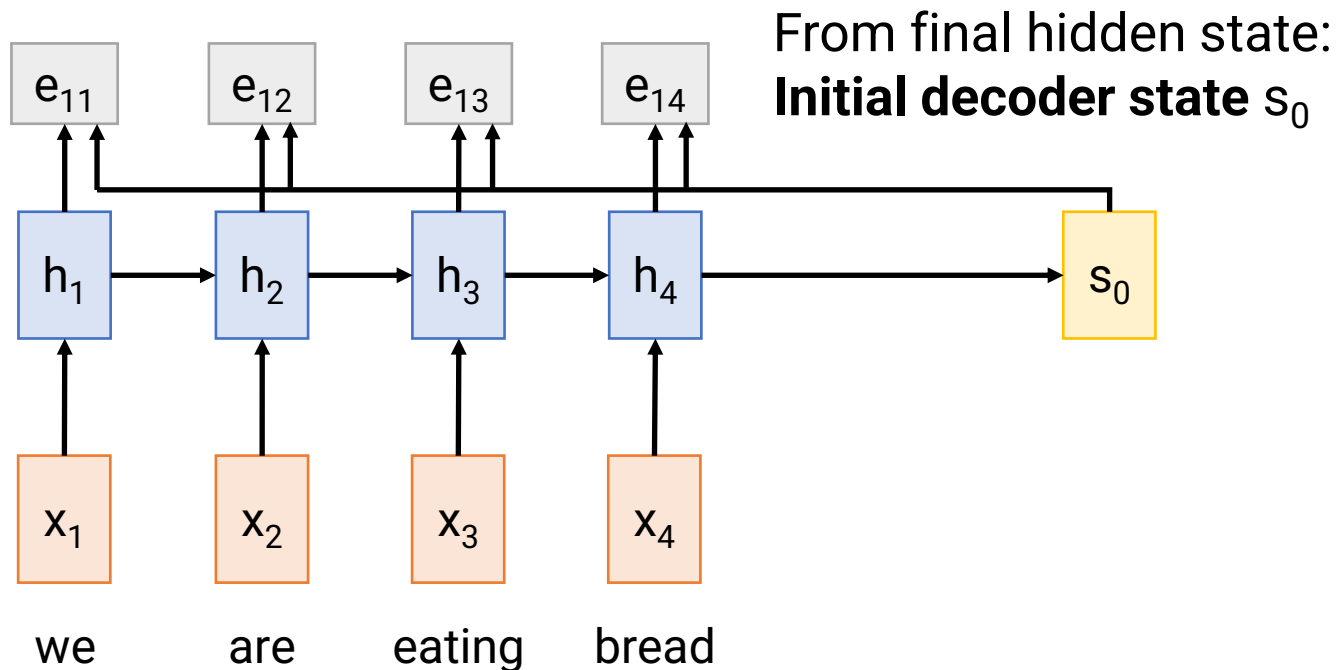 From final hidden state:
Initial decoder state s₀
e₁₁ e₁₂ e₁₃ e₁₄
h₁ h₂ h₃ h₄ s₀
x₁ x₂ x₃ x₄
we are eating bread